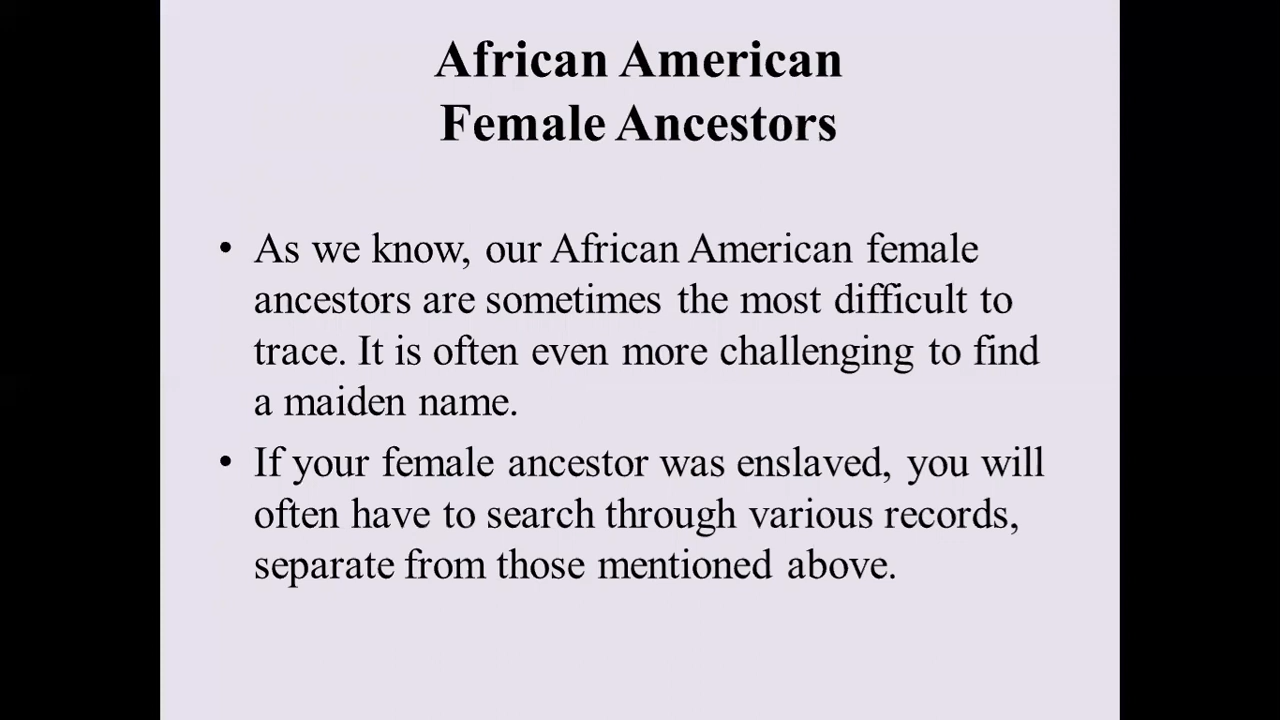 African American
Female Ancestors
• As we know, our African American female
ancestors are sometimes the most difficult to
trace. It is often even more challenging to find
a maiden name.
• If your female ancestor was enslaved, you will
often have to search through various records,
separate from those mentioned above.